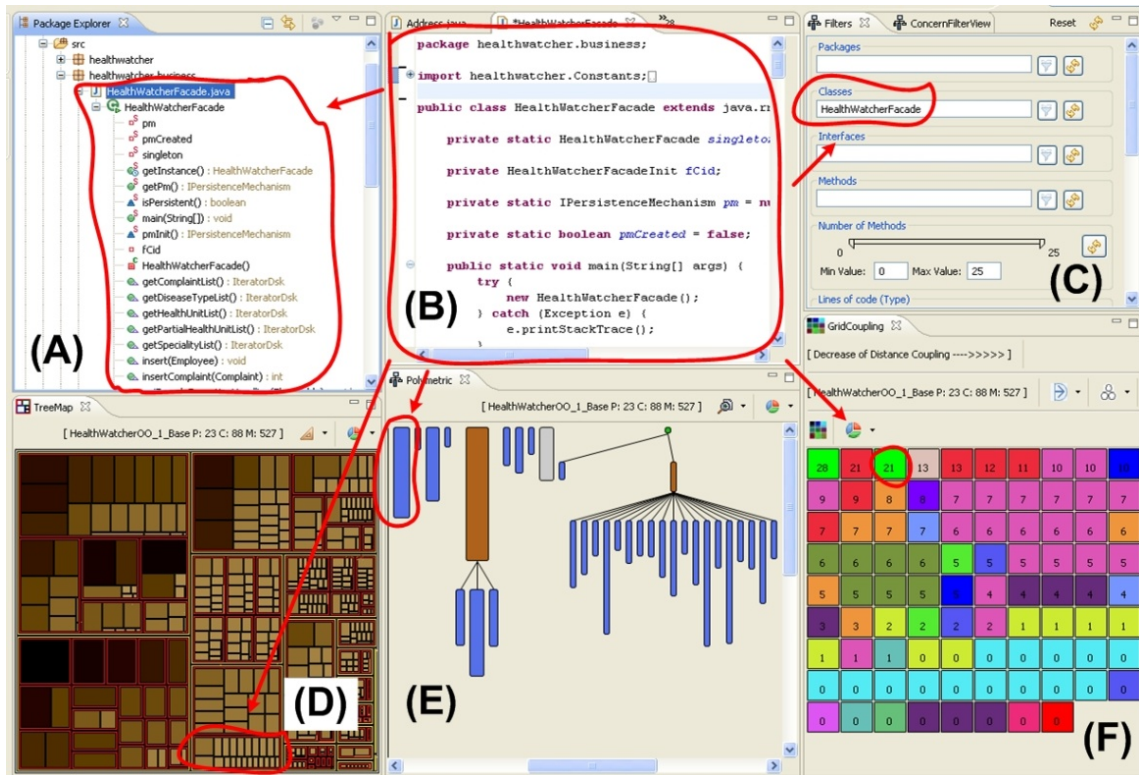 Package Explorer
src
healthwatcher
healthwatcher.business
HealthWatcherFacade.java
HealthWatcherFacade
pm
pmCreated
singleton
getInstance() : HealthWatcherFacade
getPm() : IPersistenceMechanism
isPersistent() : boolean
main(String[]) : void
pmInit() : IPersistenceMechanism
fCid
HealthWatcherFacade()
getComplaintList() : IteratorDsk
getDiseaseTypeList() : IteratorDsk
getHealthUnitList() : IteratorDsk
getPartialHealthUnitList() : IteratorDsk
getSpecialityList() : IteratorDsk
insert(Employee) : void
insertComplaint(Complaint) : int
(A)
Address.java
*HealthWatcherFacade
package healthwatcher.business;
import healthwatcher.Constants;
public class HealthWatcherFacade extends java.rm
private static HealthWatcherFacade singleton
private HealthWatcherFacadeInit fCid;
private static IPersistenceMechanism pm = nu
private static boolean pmCreated = false;
public static void main(String[] args) {
try {
new HealthWatcherFacade();
} catch (Exception e) {
e.printStackTrace();
}
(B)
Filters
ConcernFilterView
Reset
Packages
Classes
HealthWatcherFacade
Interfaces
Methods
Number of Methods
0 25
Min Value: 0 Max Value: 25
Lines of code (Type)
(C)
TreeMap
[ HealthWatcherOO_1_Base P: 23 C: 88 M: 527 ]
(D)
Polymetric
[ HealthWatcherOO_1_Base P: 23 C: 88 M: 527 ]
(E)
GridCoupling
[ Decrease of Distance Coupling ---->>>>> ]
[HealthWatcherOO_1_Base P: 23 C: 88 M: 527 ]
28 21 21 13 13 12 11 10 10 10
9 9 8 8 7 7 7 7 7 7
7 7 7 7 6 6 6 6 6 6
6 6 6 6 5 5 5 5 5 5
5 5 5 5 5 4 4 4 4 4
3 3 2 2 2 2 1 1 1 1
1 1 1 0 0 0 0 0 0 0
0 0 0 0 0 0 0 0 0 0
0 0 0 0 0 0 0 0
(F)